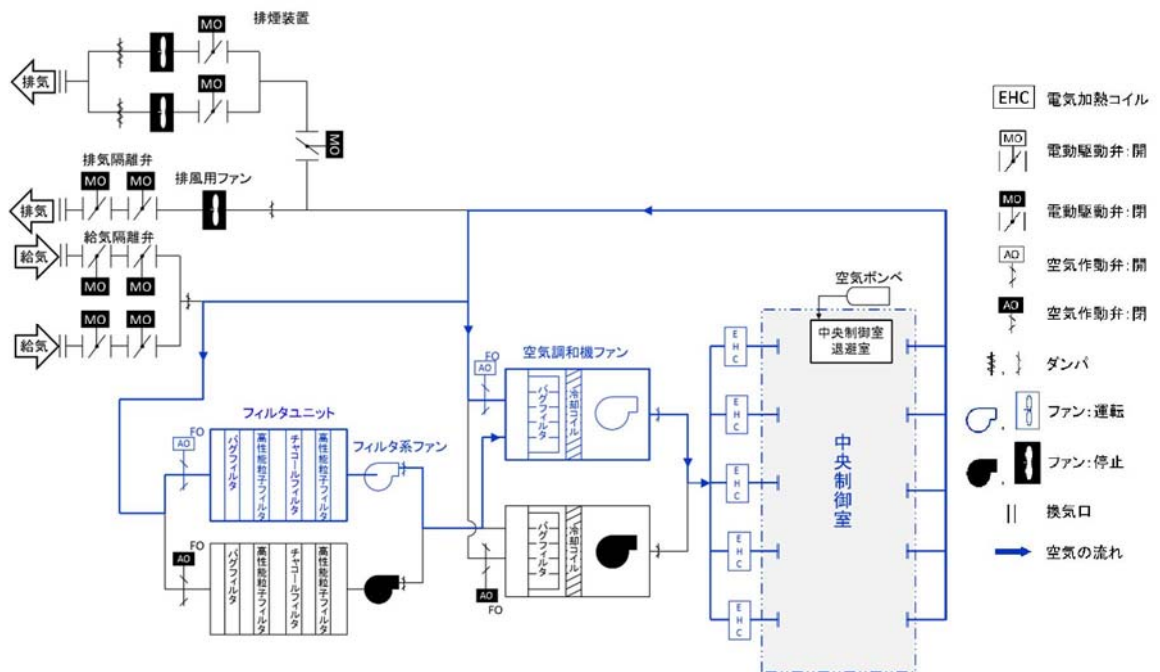 排煙装置
MO
排気
MO
MO
排気隔離弁
MO
MO
排風用ファン
排気
給気隔離弁
給気
MO
MO
MO
MO
給気
空気ボンベ
中央制御室
退避室
FO
AO
空気調和機ファン
バグフィルタ
冷却コイル
EHC
EHC
EHC
EHC
EHC
中央制御室
フィルタユニット
FO
AO
バグフィルタ
高性能粒子フィルタ
チャコールフィルタ
高性能粒子フィルタ
フィルタ系ファン
FO
AO
バグフィルタ
高性能粒子フィルタ
チャコールフィルタ
高性能粒子フィルタ
バグフィルタ
冷却コイル
AO
FO
EHC 電気加熱コイル
MO 電動駆動弁:開
MO 電動駆動弁:閉
AO 空気作動弁:開
AO 空気作動弁:閉
ダンパ
ファン:運転
ファン:停止
換気口
空気の流れ